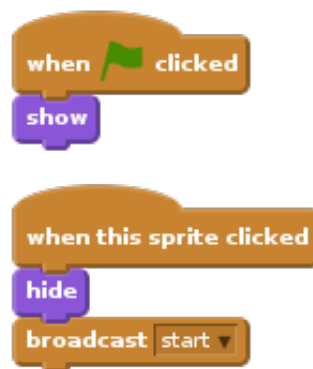 when clicked
show
when this sprite clicked
hide
broadcast start